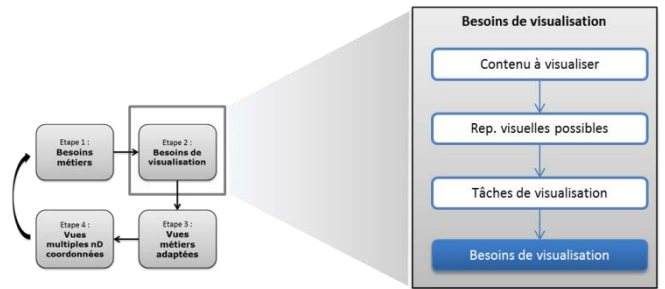 Etape 1 :
Besoins
métiers
Etape 2 :
Besoins de
visualisation
Etape 4 :
Vues
multiples nD
coordonnées
Etape 3 :
Vues
métiers
adaptées
Besoins de visualisation
Contenu à visualiser
Rep. visuelles possibles
Tâches de visualisation
Besoins de visualisation